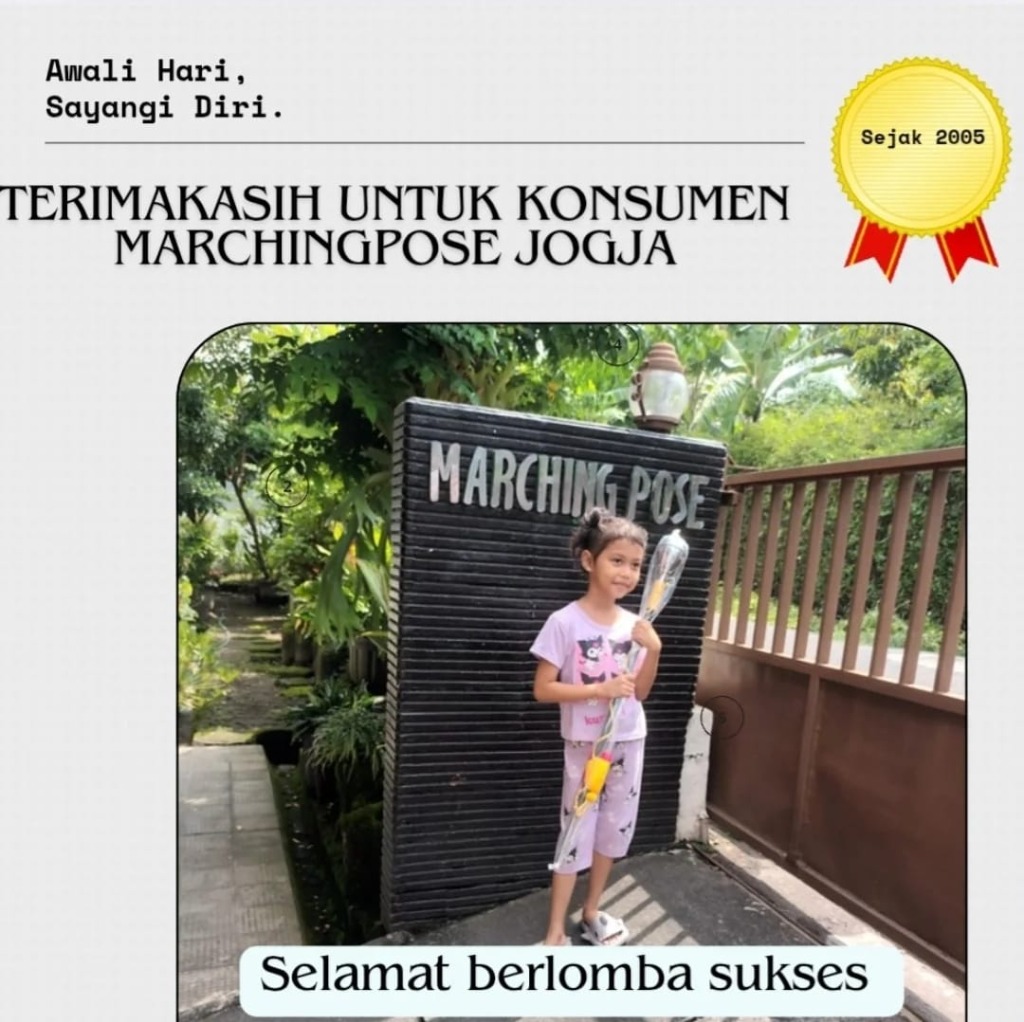 Awali Hari,
Sayangi Diri.
Sejak 2005
TERIMAKASIH UNTUK KONSUMEN
MARCHINGPOSE JOGJA
MARCHING POSE
Selamat berlomba sukses